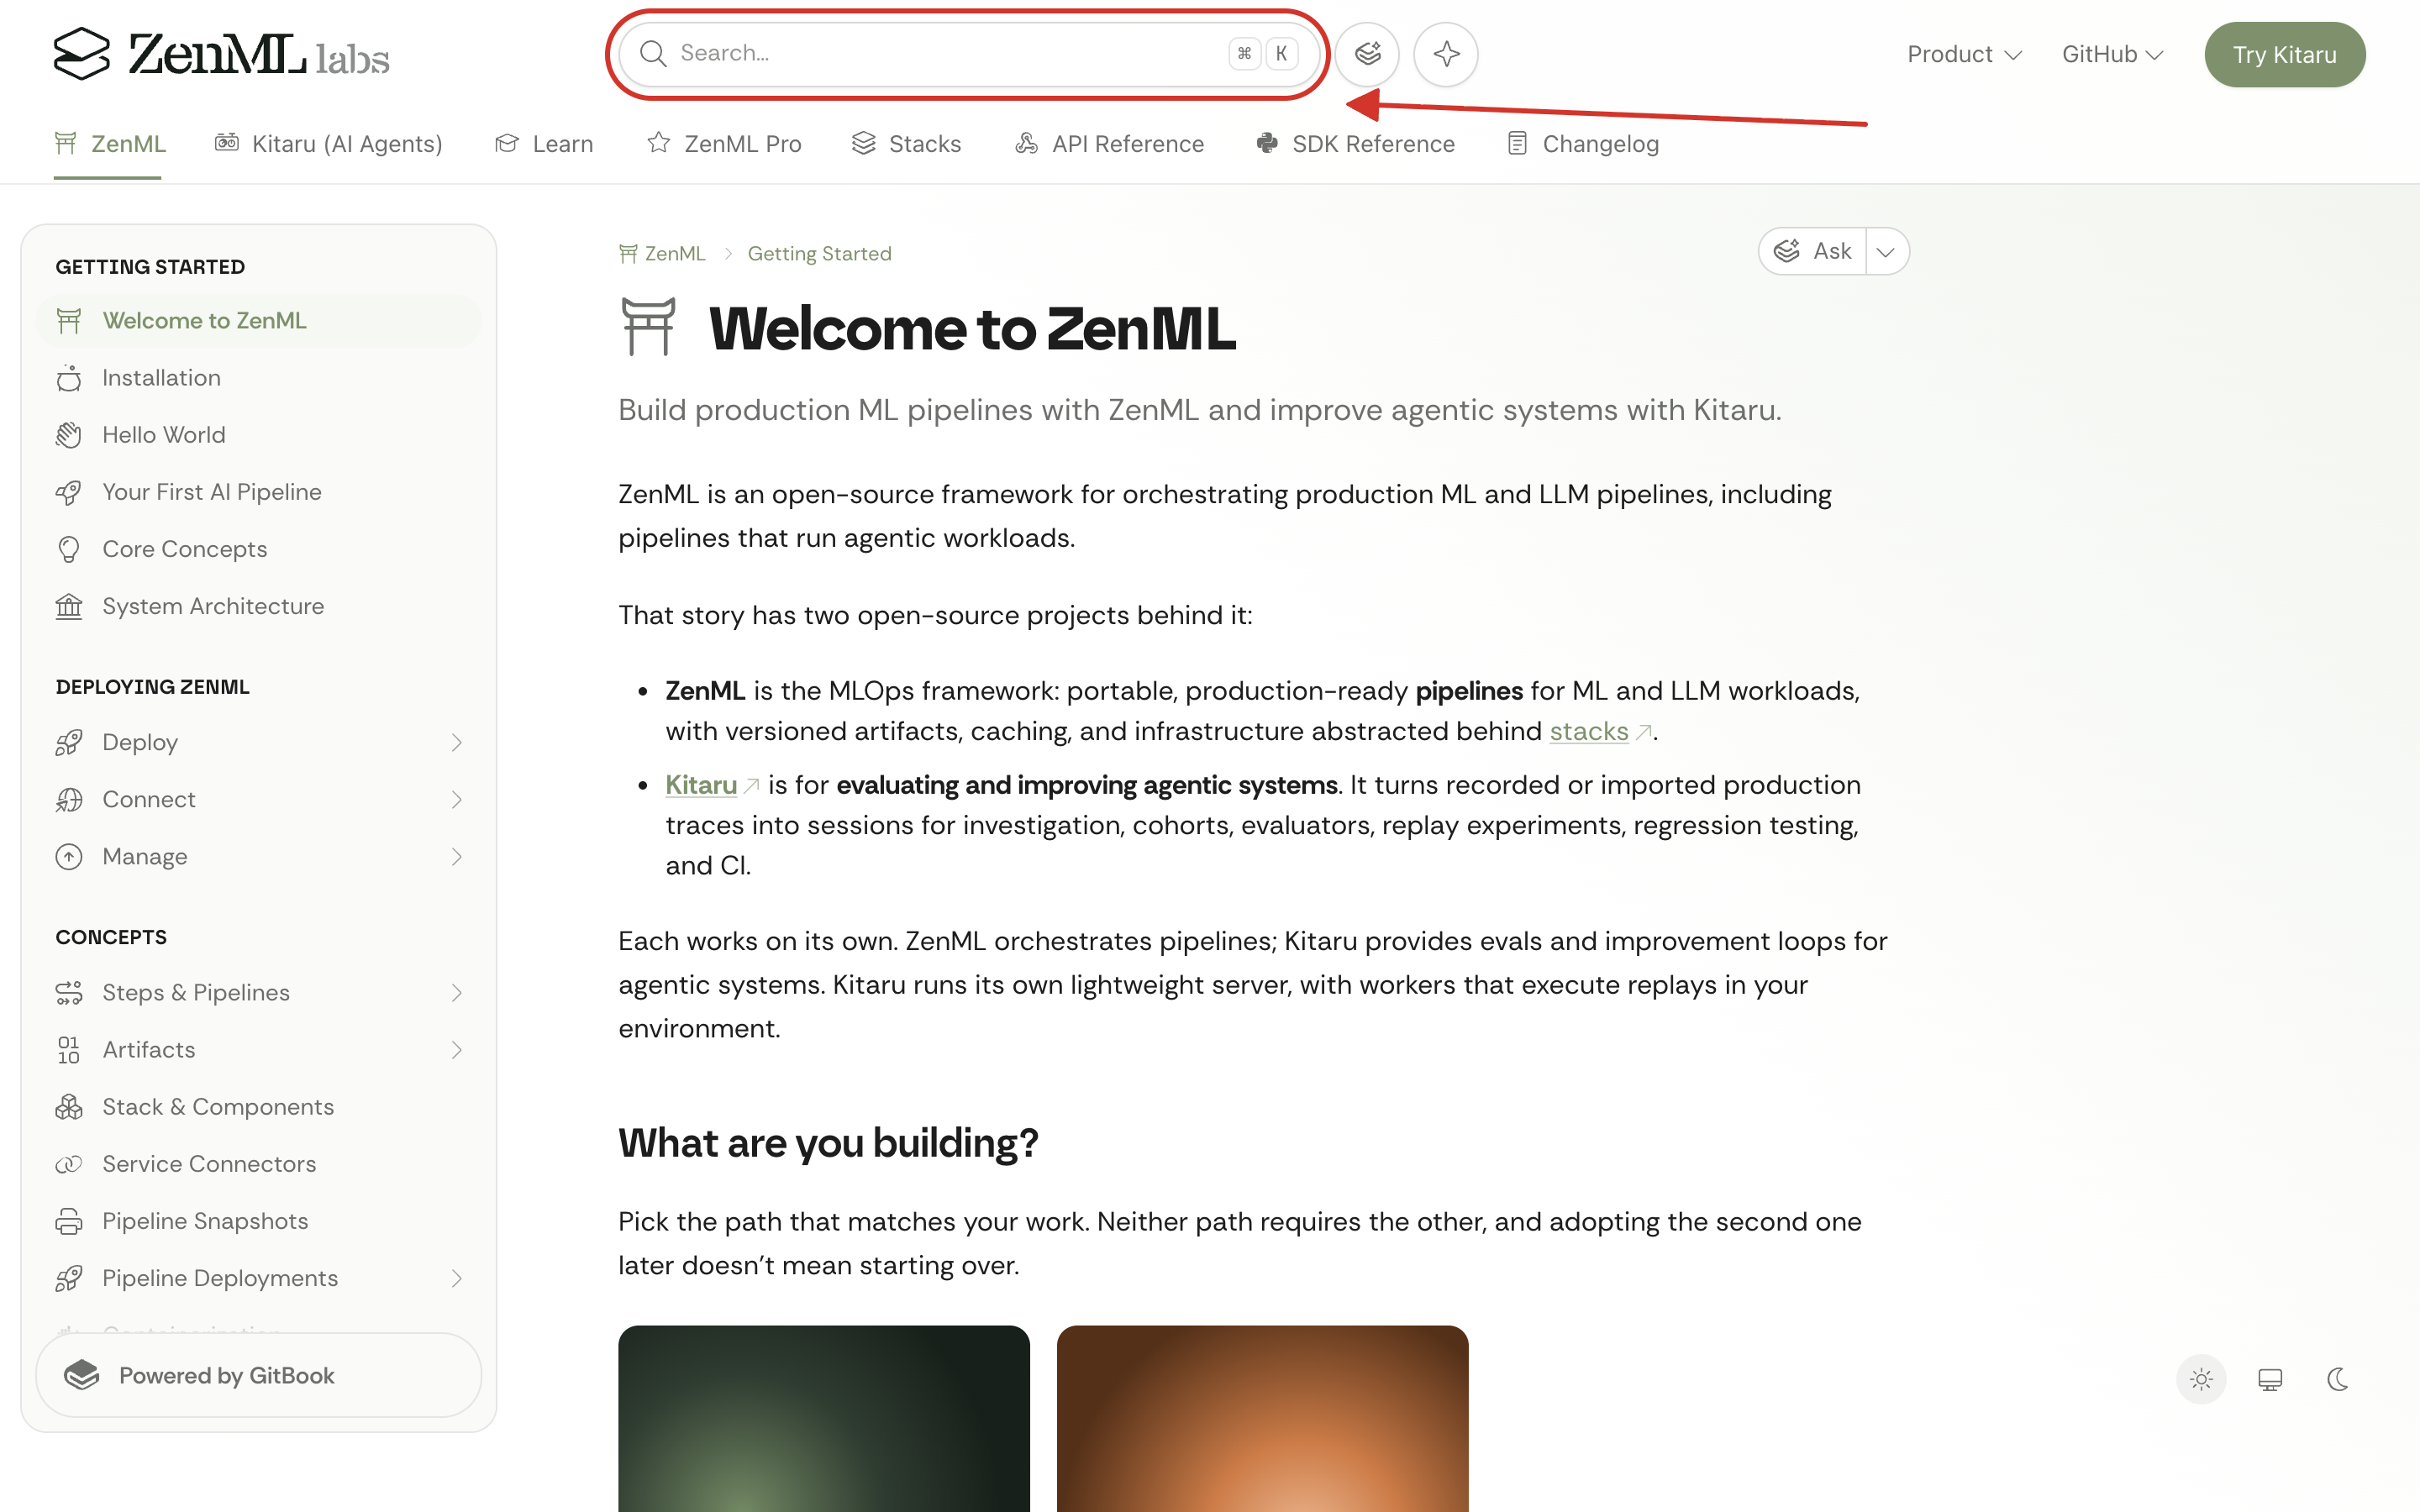 ZenML labs
Search...
⌘ K
Product
GitHub
Try Kitaru
ZenML
Kitaru (AI Agents)
Learn
ZenML Pro
Stacks
API Reference
SDK Reference
Changelog
GETTING STARTED
Welcome to ZenML
Installation
Hello World
Your First AI Pipeline
Core Concepts
System Architecture
DEPLOYING ZENML
Deploy
Connect
Manage
CONCEPTS
Steps & Pipelines
Artifacts
Stack & Components
Service Connectors
Pipeline Snapshots
Pipeline Deployments
Powered by GitBook
ZenML > Getting Started
Ask
Welcome to ZenML
Build production ML pipelines with ZenML and improve agentic systems with Kitaru.
ZenML is an open-source framework for orchestrating production ML and LLM pipelines, including
pipelines that run agentic workloads.
That story has two open-source projects behind it:
• ZenML is the MLOps framework: portable, production-ready pipelines for ML and LLM workloads,
with versioned artifacts, caching, and infrastructure abstracted behind stacks ↗.
• Kitaru ↗ is for evaluating and improving agentic systems. It turns recorded or imported production
traces into sessions for investigation, cohorts, evaluators, replay experiments, regression testing,
and CI.
Each works on its own. ZenML orchestrates pipelines; Kitaru provides evals and improvement loops for
agentic systems. Kitaru runs its own lightweight server, with workers that execute replays in your
environment.
What are you building?
Pick the path that matches your work. Neither path requires the other, and adopting the second one
later doesn't mean starting over.